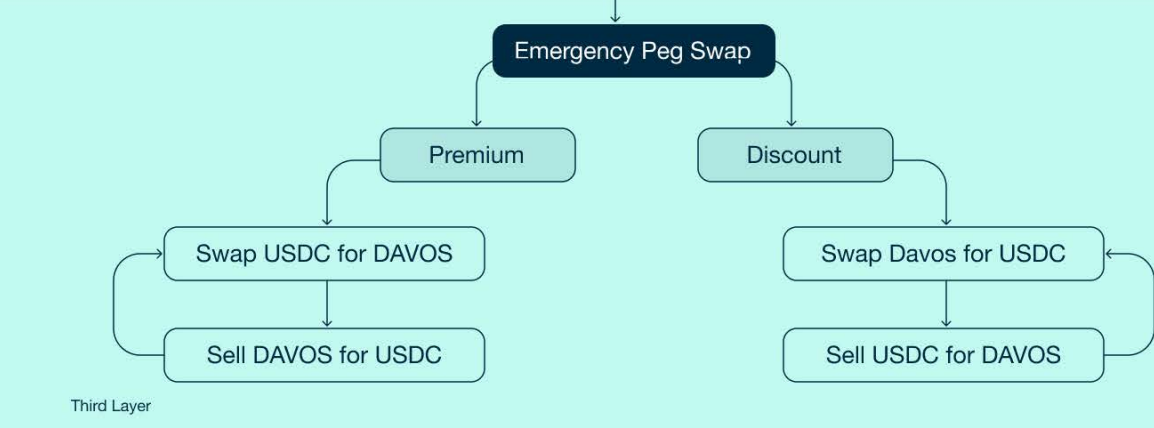 Emergency Peg Swap
Premium
Discount
Swap USDC for DAVOS
Swap Davos for USDC
Sell DAVOS for USDC
Sell USDC for DAVOS
Third Layer